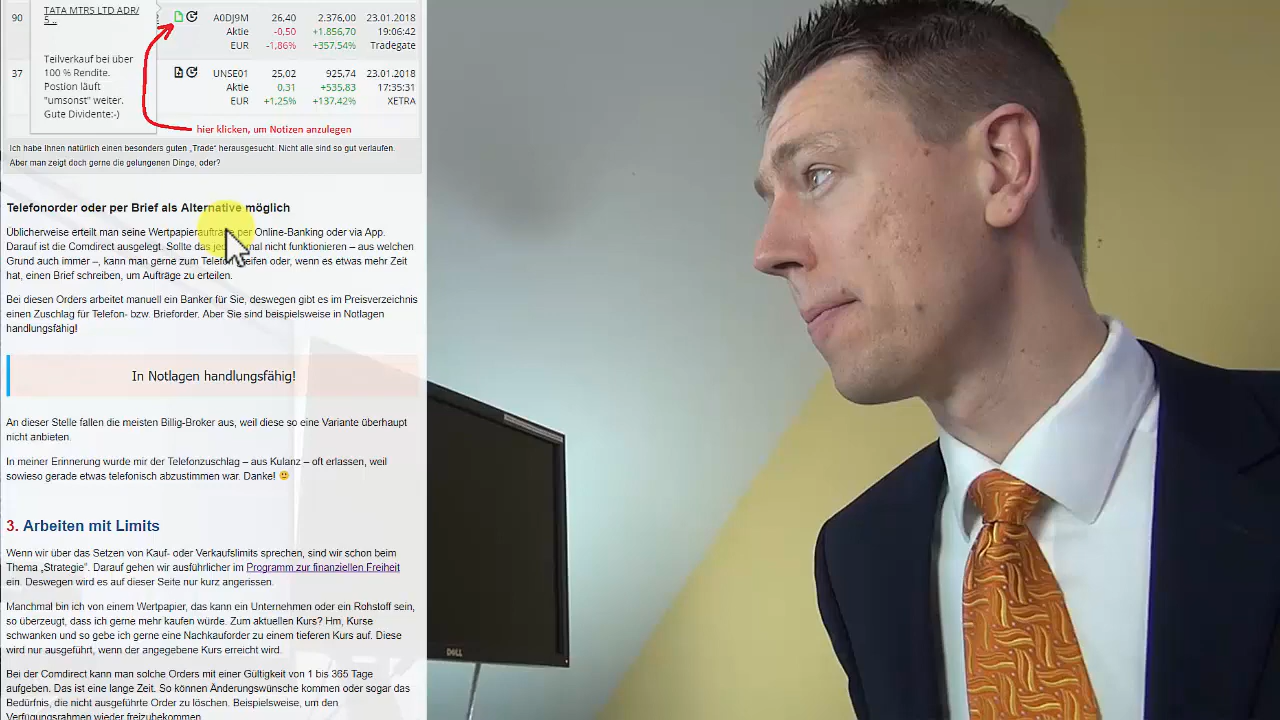 TATA MTRS LTD ADR/
5 ..
90 A0DJ9M 26,40 2.376,00 23.01.2018
Aktie -0,50 +1.856,70 19:06:42
EUR -1,86% +357.54% Tradegate
Teilverkauf bei über
100 % Rendite.
Postion läuft
"umsonst" weiter.
Gute Dividente:-)
37 UNSE01 25,02 925,74 23.01.2018
Aktie 0.31 +535,83 17:35:31
EUR +1,25% +137.42% XETRA
hier klicken, um Notizen anzulegen
Ich habe Ihnen natürlich einen besonders guten „Trade“ herausgesucht. Nicht alle sind so gut verlaufen.
Aber man zeigt doch gerne die gelungenen Dinge, oder?
Telefonorder oder per Brief als Alternative möglich
Üblicherweise erteilt man seine Wertpapieraufträge per Online-Banking oder via App.
Darauf ist die Comdirect ausgelegt. Sollte das nicht funktionieren – aus welchen
Grund auch immer –, kann man gerne zum Telefon greifen oder, wenn es etwas mehr Zeit
hat, einen Brief schreiben, um Aufträge zu erteilen.
Bei diesen Orders arbeitet manuell ein Banker für Sie, deswegen gibt es im Preisverzeichnis
einen Zuschlag für Telefon- bzw. Brieforder. Aber Sie sind beispielsweise in Notlagen
handlungsfähig!
In Notlagen handlungsfähig!
An dieser Stelle fallen die meisten Billig-Broker aus, weil diese so eine Variante überhaupt
nicht anbieten.
In meiner Erinnerung wurde mir der Telefonzuschlag – aus Kulanz – oft erlassen, weil
sowieso gerade etwas telefonisch abzustimmen war. Danke! 🙂
3. Arbeiten mit Limits
Wenn wir über das Setzen von Kauf- oder Verkaufslimits sprechen, sind wir schon beim
Thema „Strategie“. Darauf gehen wir ausführlicher im Programm zur finanziellen Freiheit
ein. Deswegen wird es auf dieser Seite nur kurz angerissen.
Manchmal bin ich von einem Wertpapier, das kann ein Unternehmen oder ein Rohstoff sein,
so überzeugt, dass ich gerne mehr kaufen würde. Zum aktuellen Kurs? Hm, Kurse
schwanken und so gebe ich gerne eine Nachkauforder zu einem tieferen Kurs auf. Diese
wird nur ausgeführt, wenn der angegebene Kurs erreicht wird.
Bei der Comdirect kann man solche Orders mit einer Gültigkeit von 1 bis 365 Tage
aufgeben. Das ist eine lange Zeit. So können Änderungswünsche kommen oder sogar das
Bedürfnis, die nicht ausgeführte Order zu löschen. Beispielsweise, um den
Verfügungsrahmen wieder freizubekommen.
DELL